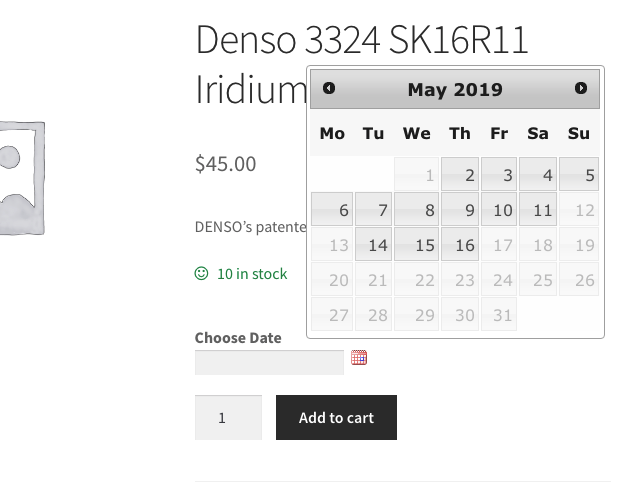 Denso 3324 SK16R11
Iridium
May 2019
Mo Tu We Th Fr Sa Su
1 2 3 4 5
6 7 8 9 10 11 12
13 14 15 16 17 18 19
20 21 22 23 24 25 26
27 28 29 30 31
$45.00
DENSO’s patente
10 in stock
Choose Date
1 Add to cart